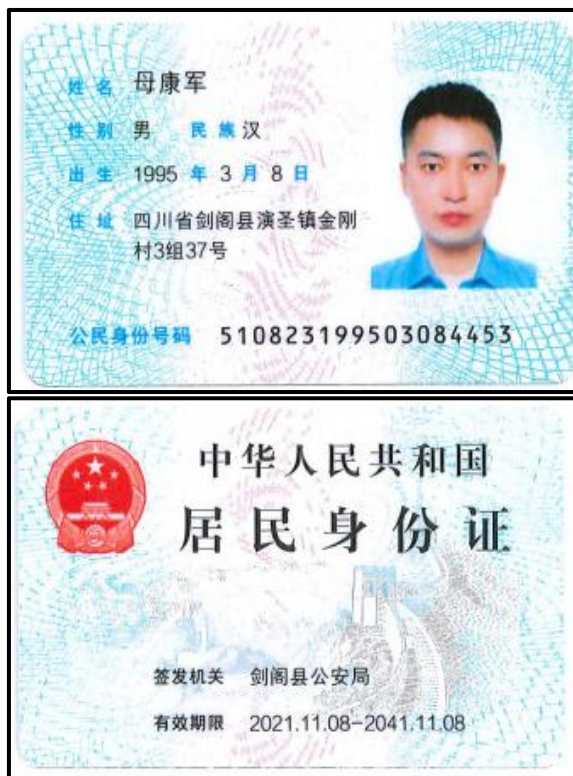 姓名 母康军
性别 男 民族 汉
出生 1995 年 3 月 8 日
住址 四川省剑阁县演圣镇金刚
村3组37号
公民身份号码 510823199503084453
中华人民共和国
居民身份证
签发机关 剑阁县公安局
有效期限 2021.11.08-2041.11.08